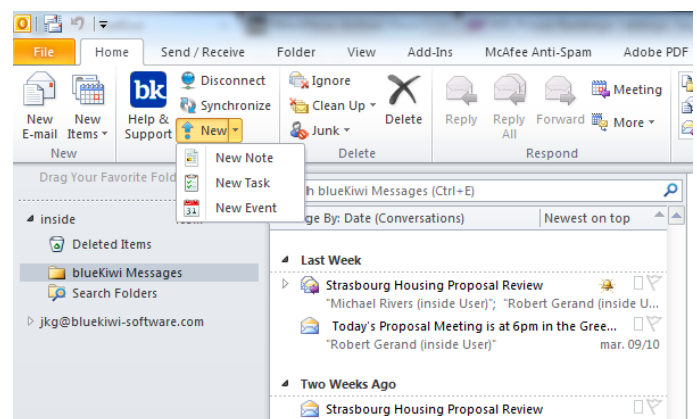 File Home Send / Receive Folder View Add-Ins McAfee Anti-Spam Adobe PDF
New E-mail
New Items
New
bk
Help & Support
Disconnect
Synchronize
New
New Note
New Task
31 New Event
Ignore
Clean Up
Junk
Delete
Delete
Reply
Reply All
Forward
Meeting
More
Respond
Drag Your Favorite Fold
inside
Deleted Items
blueKiwi Messages
Search Folders
jkg@bluekiwi-software.com
h blueKiwi Messages (Ctrl+E)
ge By: Date (Conversations) Newest on top
Last Week
Strasbourg Housing Proposal Review
"Michael Rivers (inside User)"; "Robert Gerand (inside U...
Today's Proposal Meeting is at 6pm in the Gree...
"Robert Gerand (inside User)" mar. 09/10
Two Weeks Ago
Strasbourg Housing Proposal Review